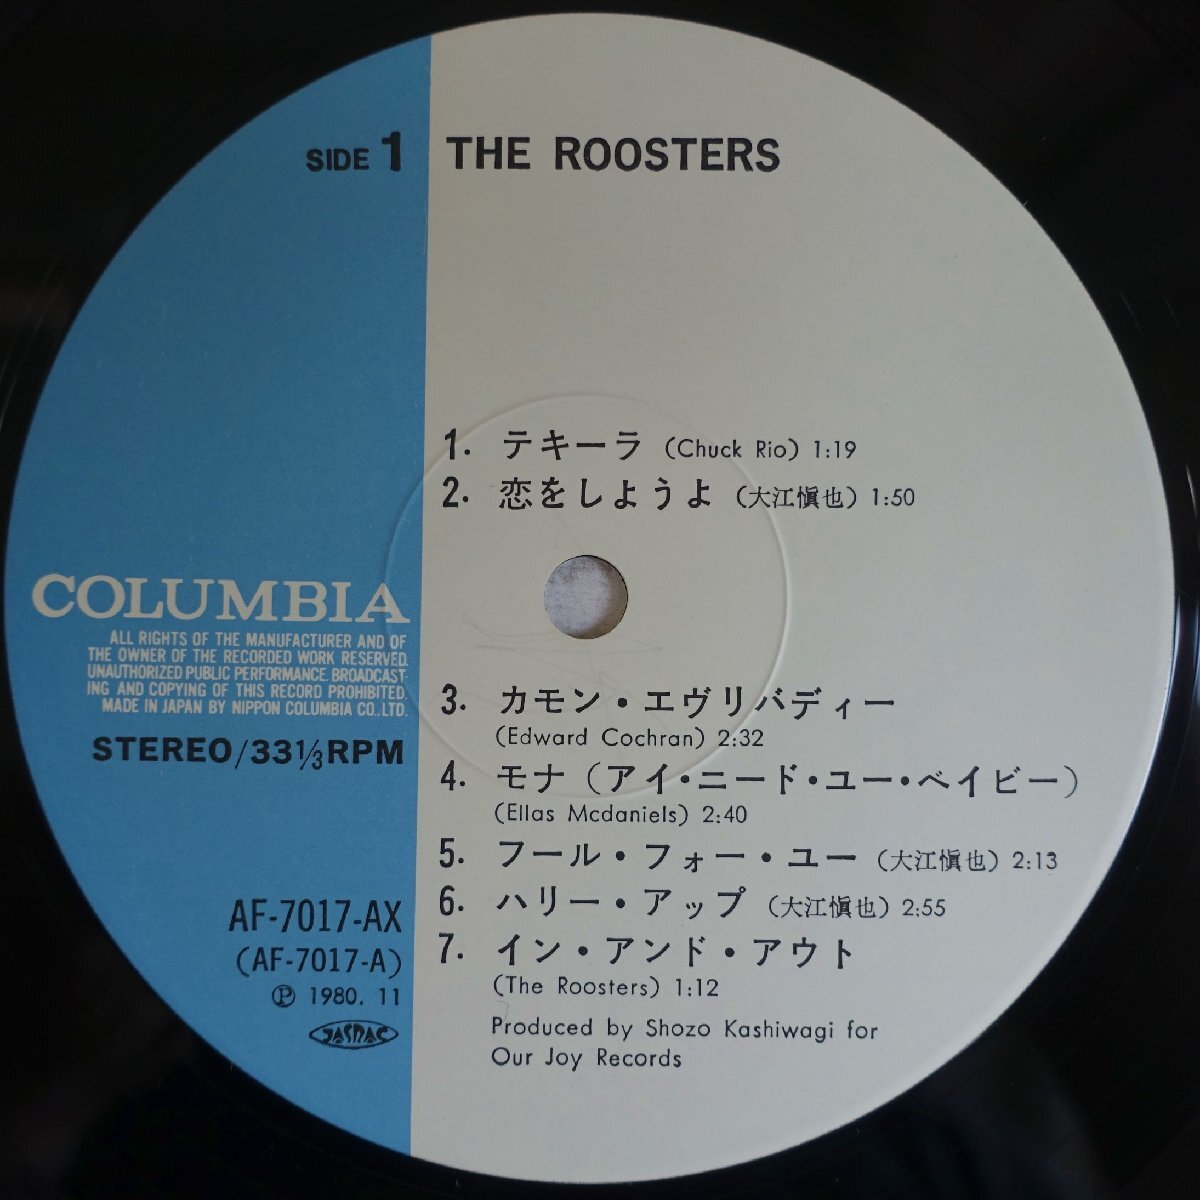 SIDE 1
THE ROOSTERS
1. テキーラ (Chuck Rio) 1:19
2. 恋をしようよ (大江慎也) 1:50
3. カモン・エヴリバディー
(Edward Cochran) 2:32
4. モナ (アイ・ニード・ユー・ベイビー)
(Ellas Mcdaniels) 2:40
5. フール・フォー・ユー (大江慎也) 2:13
6. ハリー・アップ (大江慎也) 2:55
7. イン・アンド・アウト
(The Roosters) 1:12
Produced by Shozo Kashiwagi for
Our Joy Records
COLUMBIA
ALL RIGHTS OF THE MANUFACTURER AND OF
THE OWNER OF THE RECORDED WORK RESERVED.
UNAUTHORIZED PUBLIC PERFORMANCE. BROADCAST-
ING AND COPYING OF THIS RECORD PROHIBITED.
MADE IN JAPAN BY NIPPON COLUMBIA CO., LTD.
STEREO/33 1/3 RPM
AF-7017-AX
(AF-7017-A)
Ⓟ 1980. 11
JASRAC